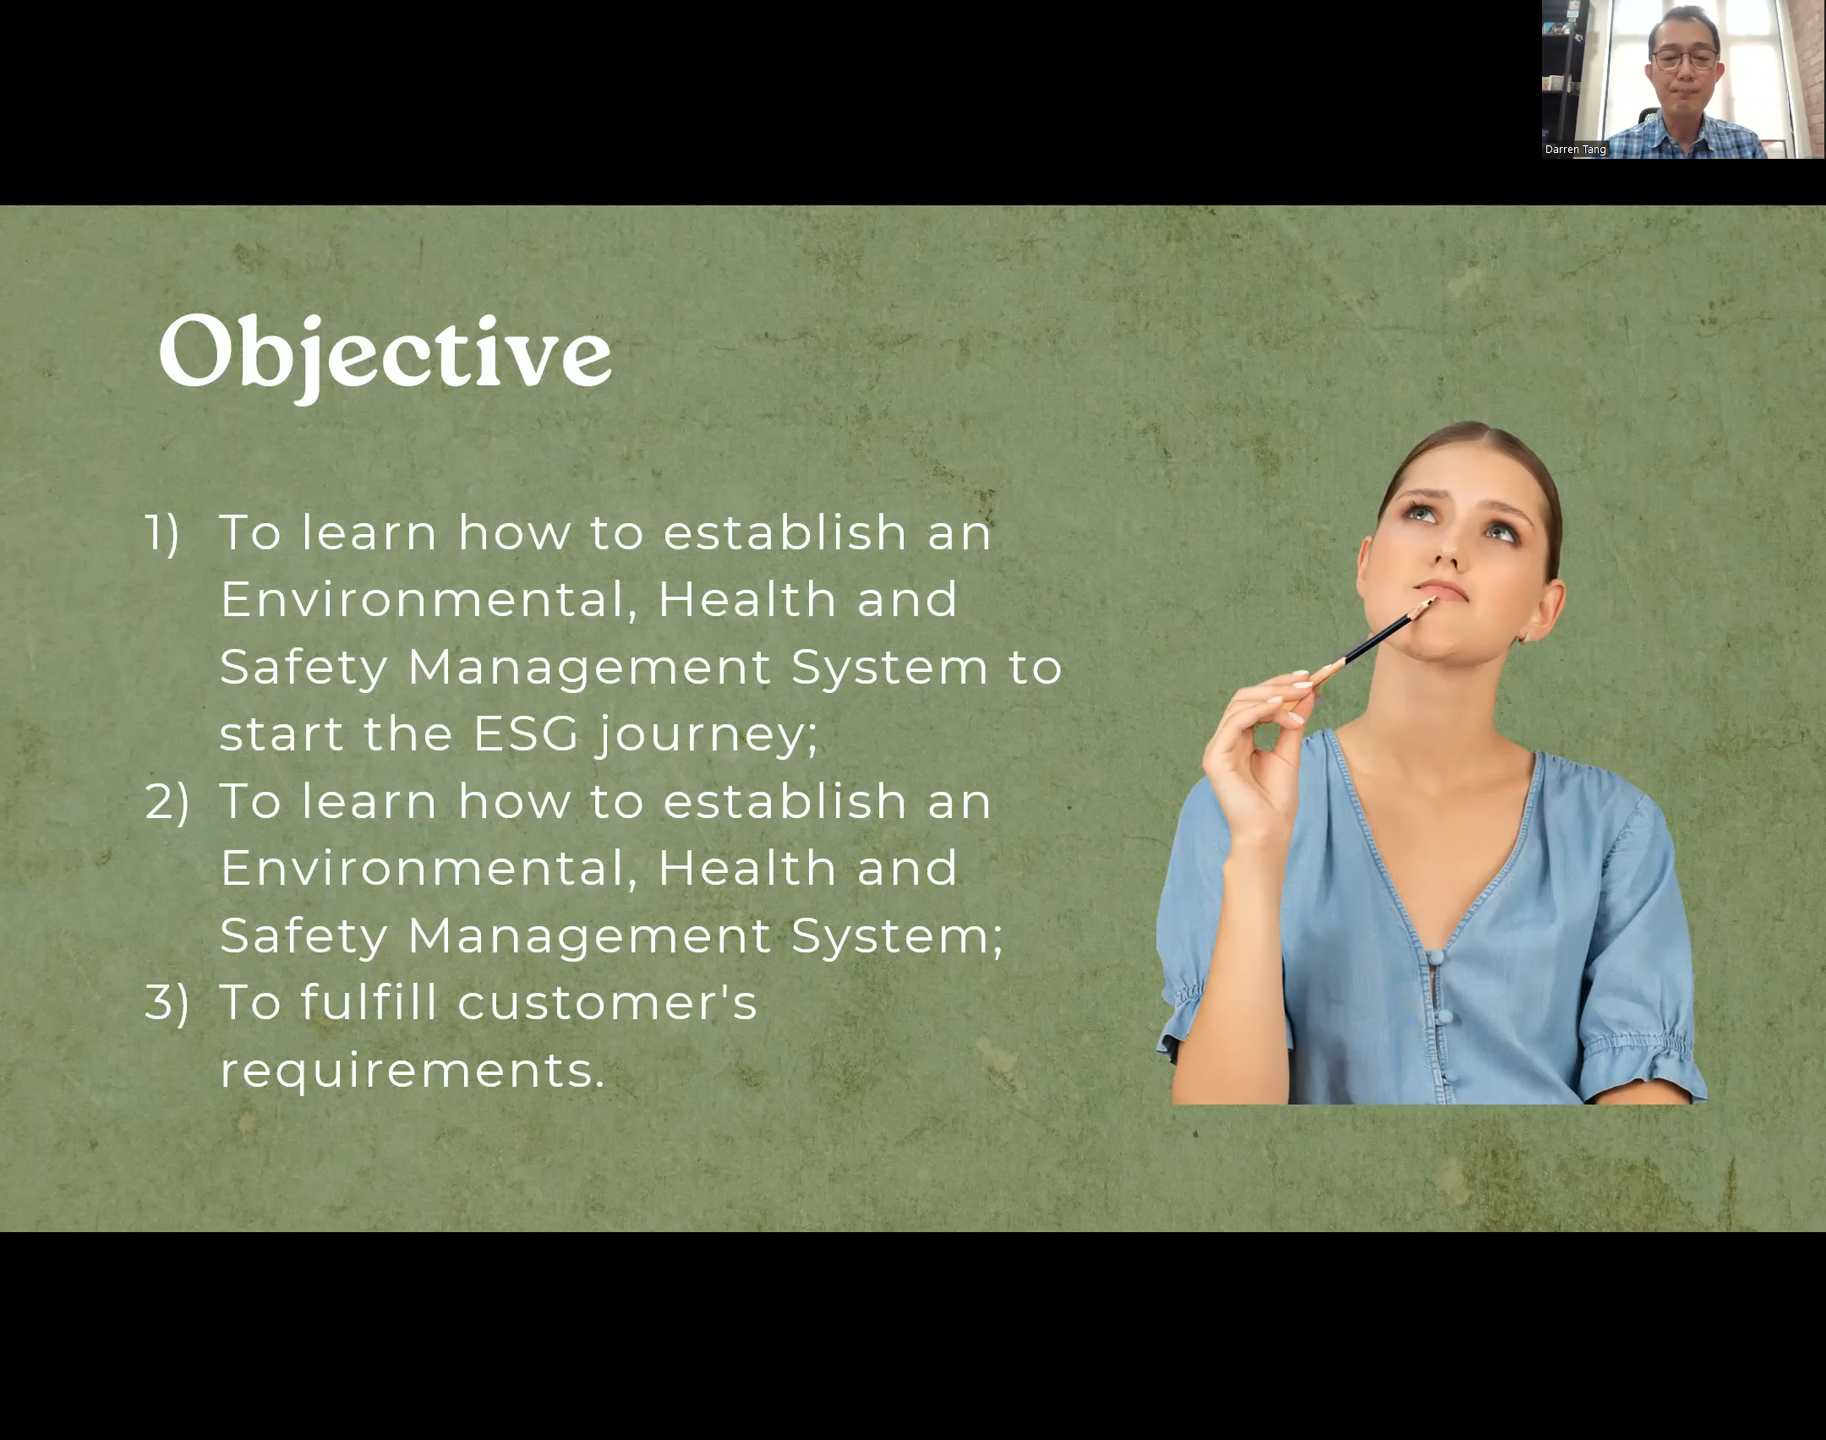 Darren Tang
Objective
1) To learn how to establish an
Environmental, Health and
Safety Management System to
start the ESG journey;
2) To learn how to establish an
Environmental, Health and
Safety Management System;
3) To fulfill customer's
requirements.